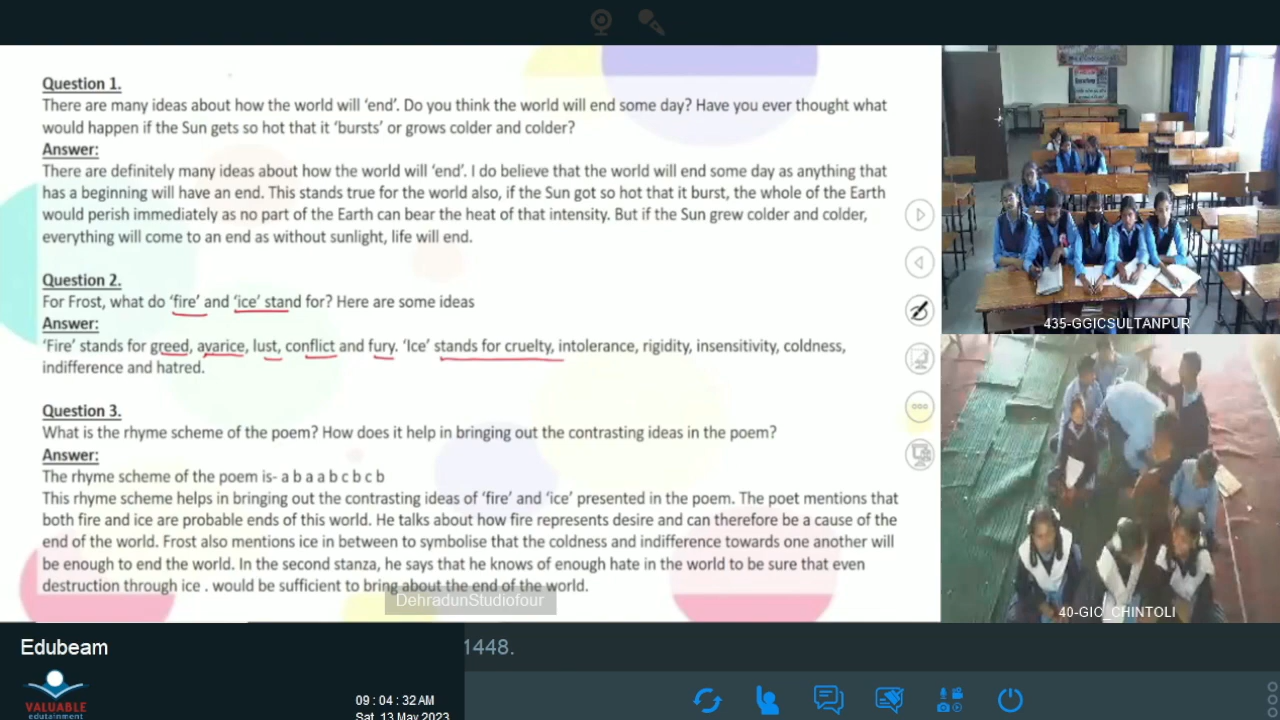 Question 1.
There are many ideas about how the world will ‘end’. Do you think the world will end some day? Have you ever thought what
would happen if the Sun gets so hot that it ‘bursts’ or grows colder and colder?
Answer:
There are definitely many ideas about how the world will ‘end’. I do believe that the world will end some day as anything that
has a beginning will have an end. This stands true for the world also, if the Sun got so hot that it burst, the whole of the Earth
would perish immediately as no part of the Earth can bear the heat of that intensity. But if the Sun grew colder and colder,
everything will come to an end as without sunlight, life will end.
Question 2.
For Frost, what do ‘fire’ and ‘ice’ stand for? Here are some ideas
Answer:
‘Fire’ stands for greed, avarice, lust, conflict and fury. ‘Ice’ stands for cruelty, intolerance, rigidity, insensitivity, coldness,
indifference and hatred.
Question 3.
What is the rhyme scheme of the poem? How does it help in bringing out the contrasting ideas in the poem?
Answer:
The rhyme scheme of the poem is- a b a a b c b c b
This rhyme scheme helps in bringing out the contrasting ideas of ‘fire’ and ‘ice’ presented in the poem. The poet mentions that
both fire and ice are probable ends of this world. He talks about how fire represents desire and can therefore be a cause of the
end of the world. Frost also mentions ice in between to symbolise that the coldness and indifference towards one another will
be enough to end the world. In the second stanza, he says that he knows of enough hate in the world to be sure that even
destruction through ice . would be sufficient to bring about the end of the world.
DehradunStudiofour
435-GGICSULTANPUR
40-GIC_CHINTOLI
Edubeam
1448.
VALUABLE
edutainment
09 : 04 : 32 AM
Sat, 13 May 2023